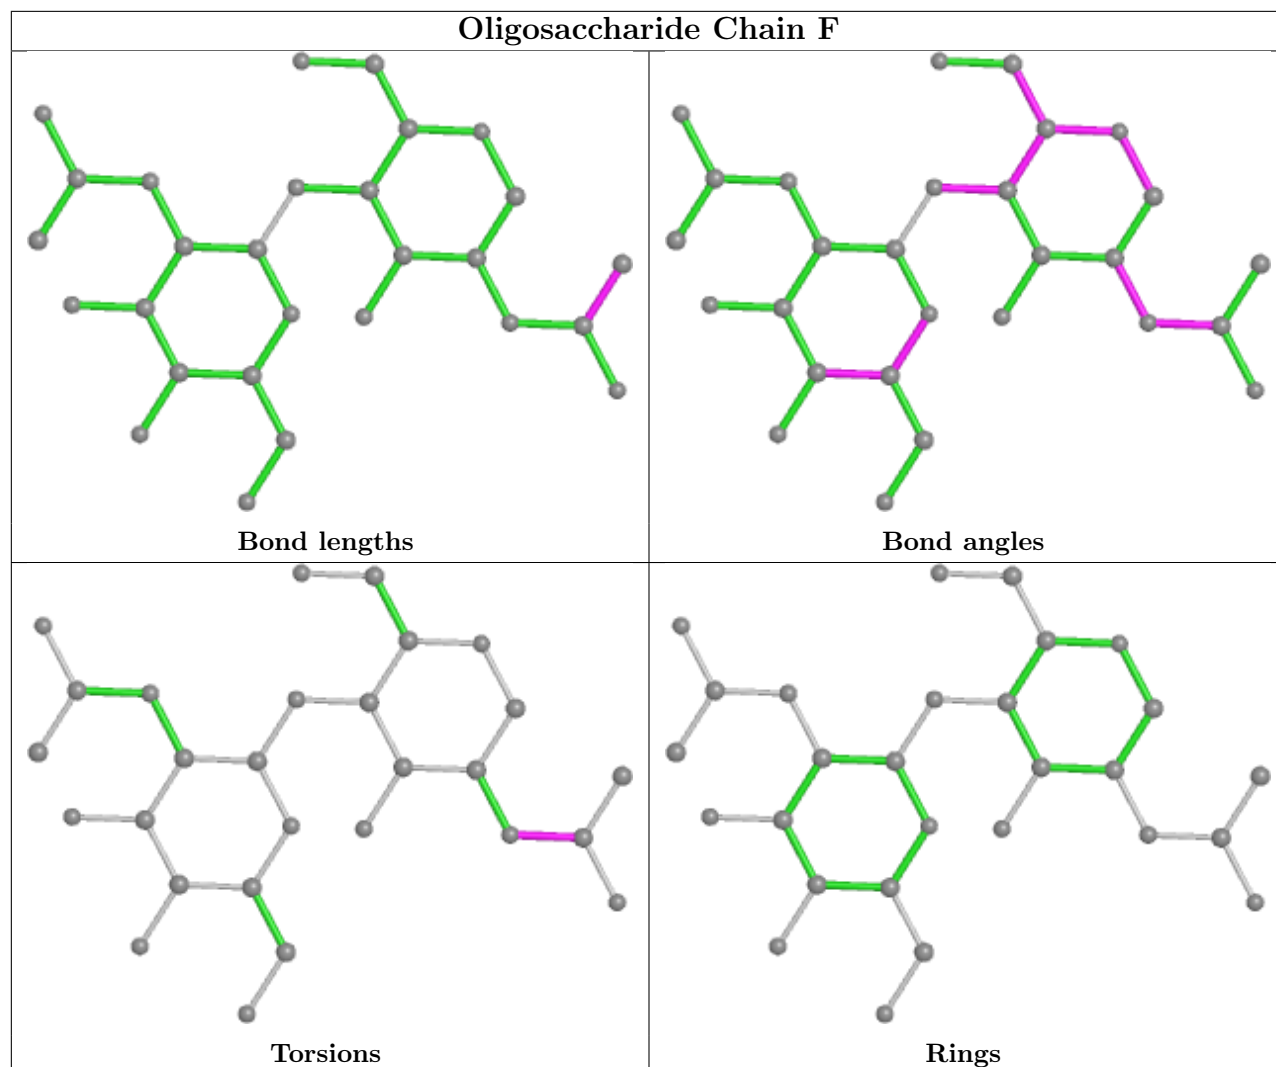 Oligosaccharide Chain F
Bond lengths
Bond angles
Torsions
Rings